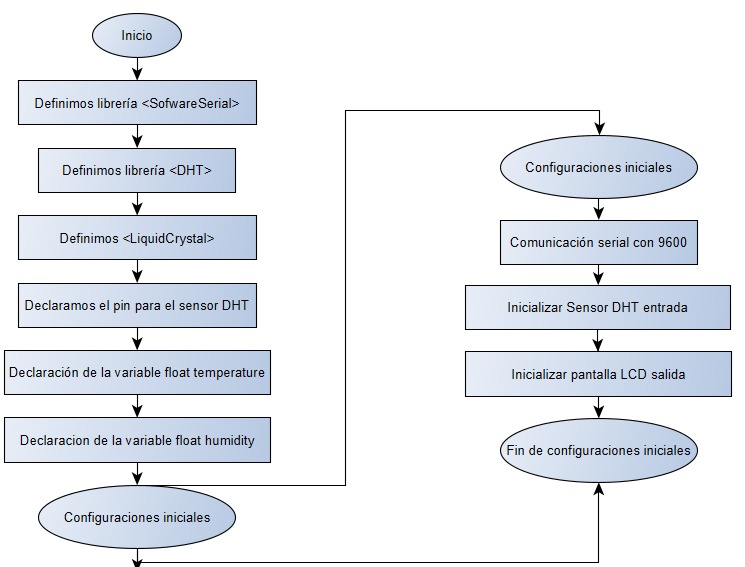 Inicio
Definimos librería <SofwareSerial>
Definimos librería <DHT>
Definimos <LiquidCrystal>
Declaramos el pin para el sensor DHT
Declaración de la variable float temperature
Declaracion de la variable float humidity
Configuraciones iniciales
Configuraciones iniciales
Comunicación serial con 9600
Inicializar Sensor DHT entrada
Inicializar pantalla LCD salida
Fin de configuraciones iniciales